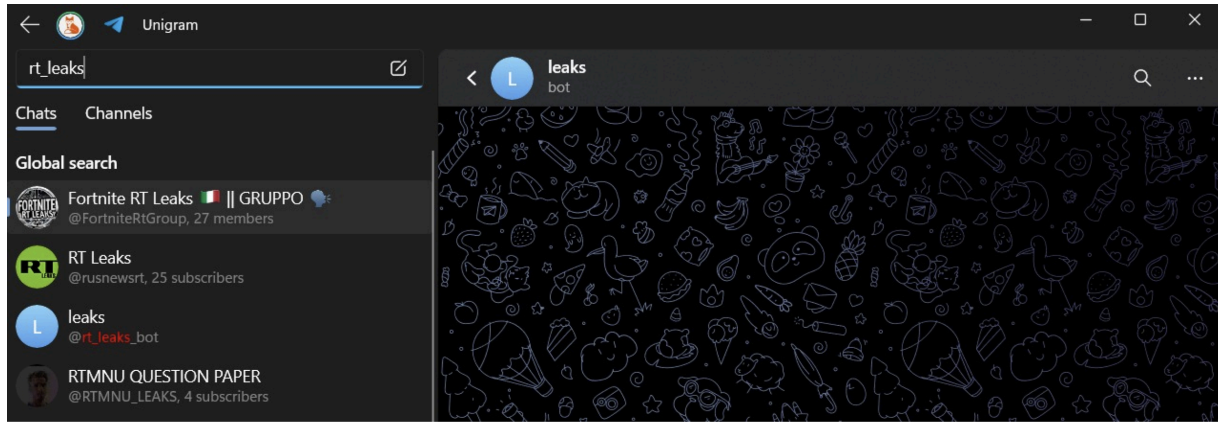 Unigram
rt_leaks
Chats Channels
Global search
FORTNITE RT LEAKS
Fortnite RT Leaks 🇮🇹 || GRUPPO 🗣️
@FortniteRtGroup, 27 members
RT
RT Leaks
@rusnewsrt, 25 subscribers
L
leaks
@rt_leaks_bot
RTMNU QUESTION PAPER
@RTMNU_LEAKS, 4 subscribers
L
leaks
bot